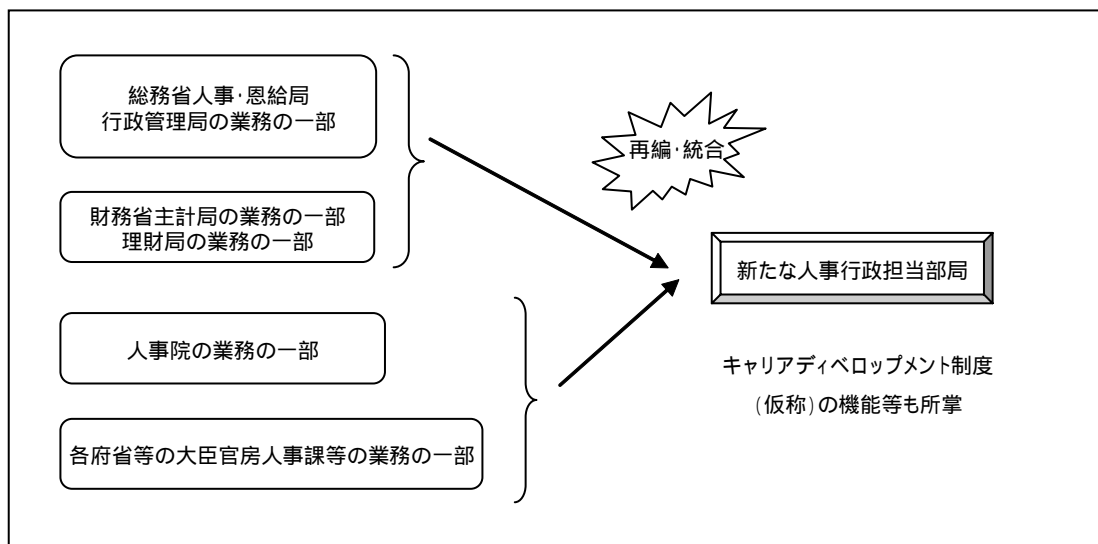 総務省人事･恩給局
行政管理局の業務の一部
財務省主計局の業務の一部
理財局の業務の一部
人事院の業務の一部
各府省等の大臣官房人事課等の業務の一部
再編･統合
新たな人事行政担当部局
キャリアディベロップメント制度
(仮称)の機能等も所掌